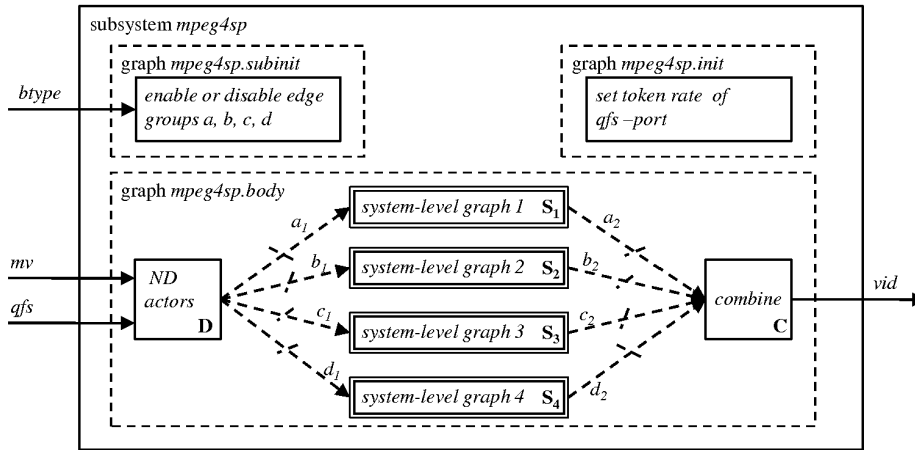 subsystem mpeg4sp
graph mpeg4sp.subinit
graph mpeg4sp.init
btype
enable or disable edge
groups a, b, c, d
set token rate of
qfs –port
graph mpeg4sp.body
system-level graph 1 S₁
a₁
a₂
mv
ND
actors
D
b₁
system-level graph 2 S₂
b₂
qfs
c₁
system-level graph 3 S₃
c₂
combine
C
vid
d₁
system-level graph 4 S₄
d₂